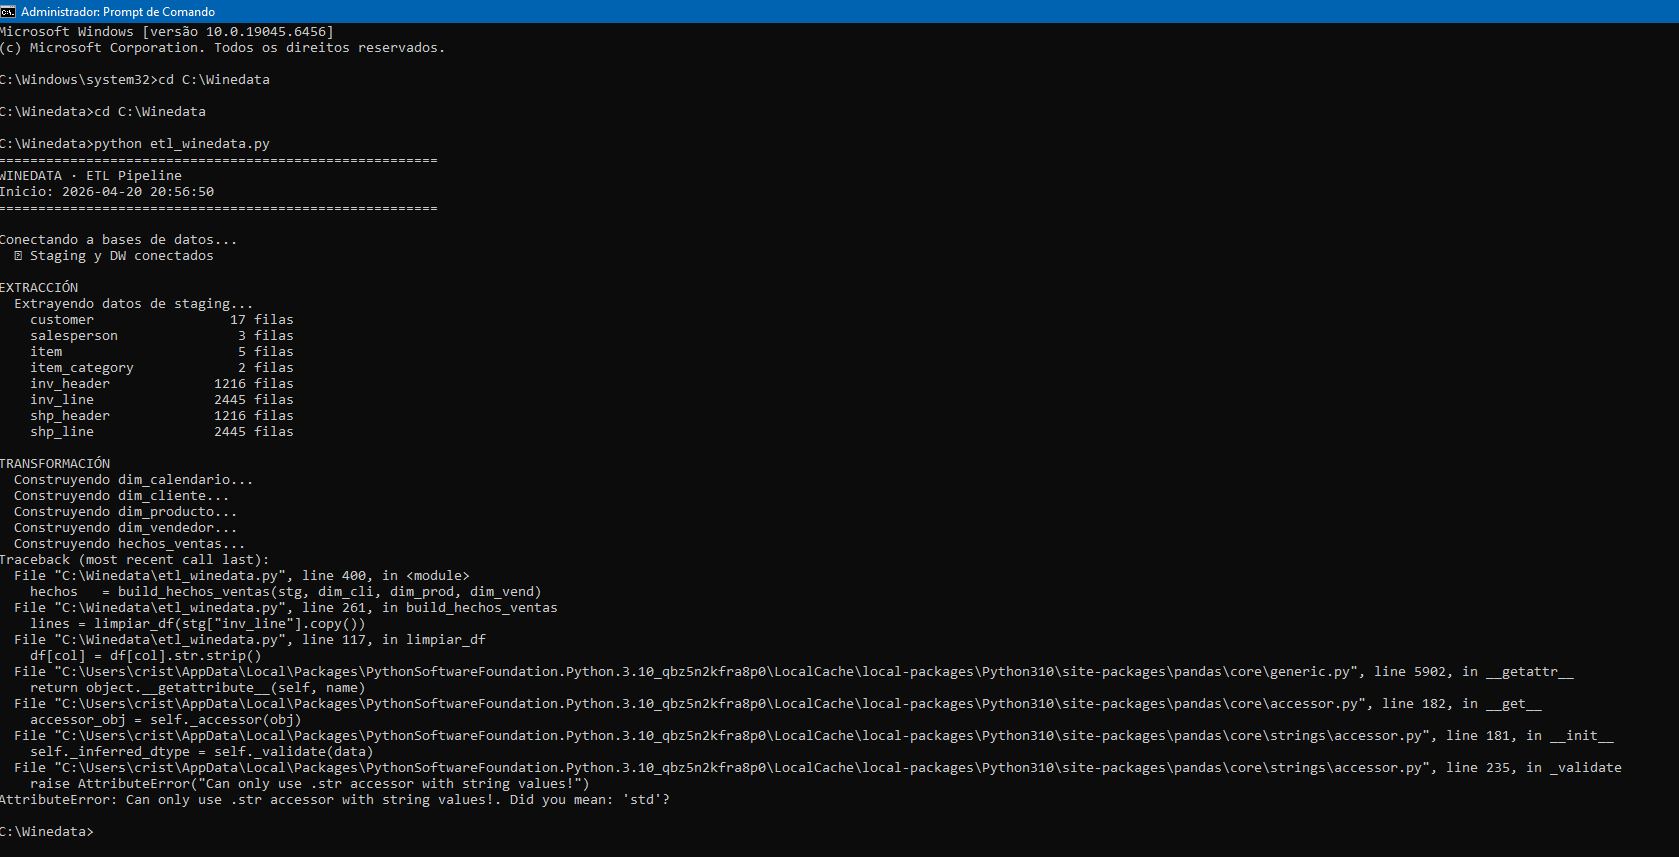 Administrador: Prompt de Comando
Microsoft Windows [versão 10.0.19045.6456]
(c) Microsoft Corporation. Todos os direitos reservados.
C:\Windows\system32>cd C:\Winedata
C:\Winedata>cd C:\Winedata
C:\Winedata>python etl_winedata.py
=======================================================
WINEDATA · ETL Pipeline
Inicio: 2026-04-20 20:56:50
=======================================================
Conectando a bases de datos...
Staging y DW conectados
EXTRACCIÓN
Extrayendo datos de staging...
customer 17 filas
salesperson 3 filas
item 5 filas
item_category 2 filas
inv_header 1216 filas
inv_line 2445 filas
shp_header 1216 filas
shp_line 2445 filas
TRANSFORMACIÓN
Construyendo dim_calendario...
Construyendo dim_cliente...
Construyendo dim_producto...
Construyendo dim_vendedor...
Construyendo hechos_ventas...
Traceback (most recent call last):
File "C:\Winedata\etl_winedata.py", line 400, in <module>
hechos = build_hechos_ventas(stg, dim_cli, dim_prod, dim_vend)
File "C:\Winedata\etl_winedata.py", line 261, in build_hechos_ventas
lines = limpiar_df(stg["inv_line"].copy())
File "C:\Winedata\etl_winedata.py", line 117, in limpiar_df
df[col] = df[col].str.strip()
File "C:\Users\crist\AppData\Local\Packages\PythonSoftwareFoundation.Python.3.10_qbz5n2kfra8p0\LocalCache\local-packages\Python310\site-packages\pandas\core\generic.py", line 5902, in __getattr__
return object.__getattribute__(self, name)
File "C:\Users\crist\AppData\Local\Packages\PythonSoftwareFoundation.Python.3.10_qbz5n2kfra8p0\LocalCache\local-packages\Python310\site-packages\pandas\core\accessor.py", line 182, in __get__
accessor_obj = self._accessor(obj)
File "C:\Users\crist\AppData\Local\Packages\PythonSoftwareFoundation.Python.3.10_qbz5n2kfra8p0\LocalCache\local-packages\Python310\site-packages\pandas\core\strings\accessor.py", line 181, in __init__
self._inferred_dtype = self._validate(data)
File "C:\Users\crist\AppData\Local\Packages\PythonSoftwareFoundation.Python.3.10_qbz5n2kfra8p0\LocalCache\local-packages\Python310\site-packages\pandas\core\strings\accessor.py", line 235, in _validate
raise AttributeError("Can only use .str accessor with string values!")
AttributeError: Can only use .str accessor with string values!. Did you mean: 'std'?
C:\Winedata>